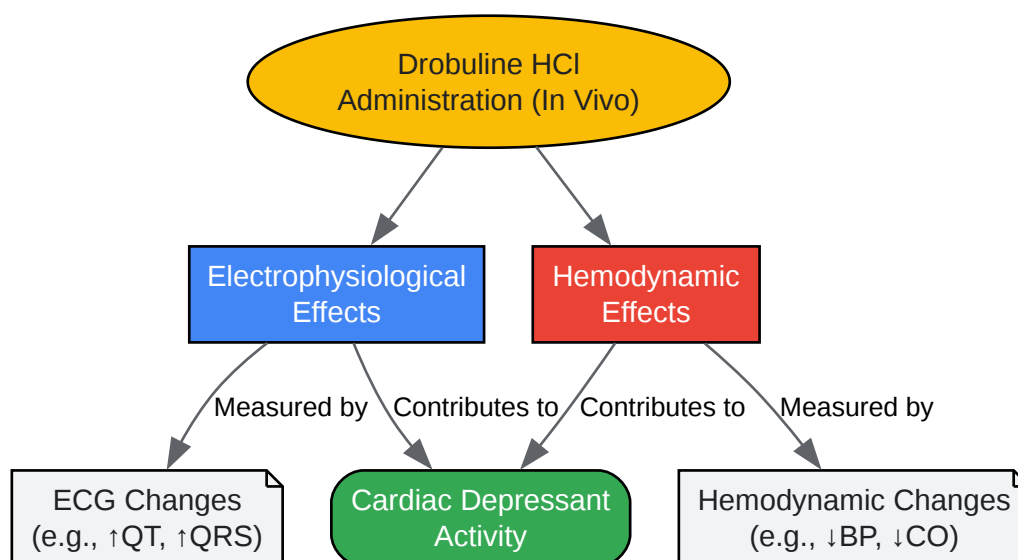 Drobuline HCl
Administration (In Vivo)
Electrophysiological
Effects
Hemodynamic
Effects
Measured by
Contributes to
Contributes to
Measured by
ECG Changes
(e.g., ↑QT, ↑QRS)
Cardiac Depressant
Activity
Hemodynamic Changes
(e.g., ↓BP, ↓CO)